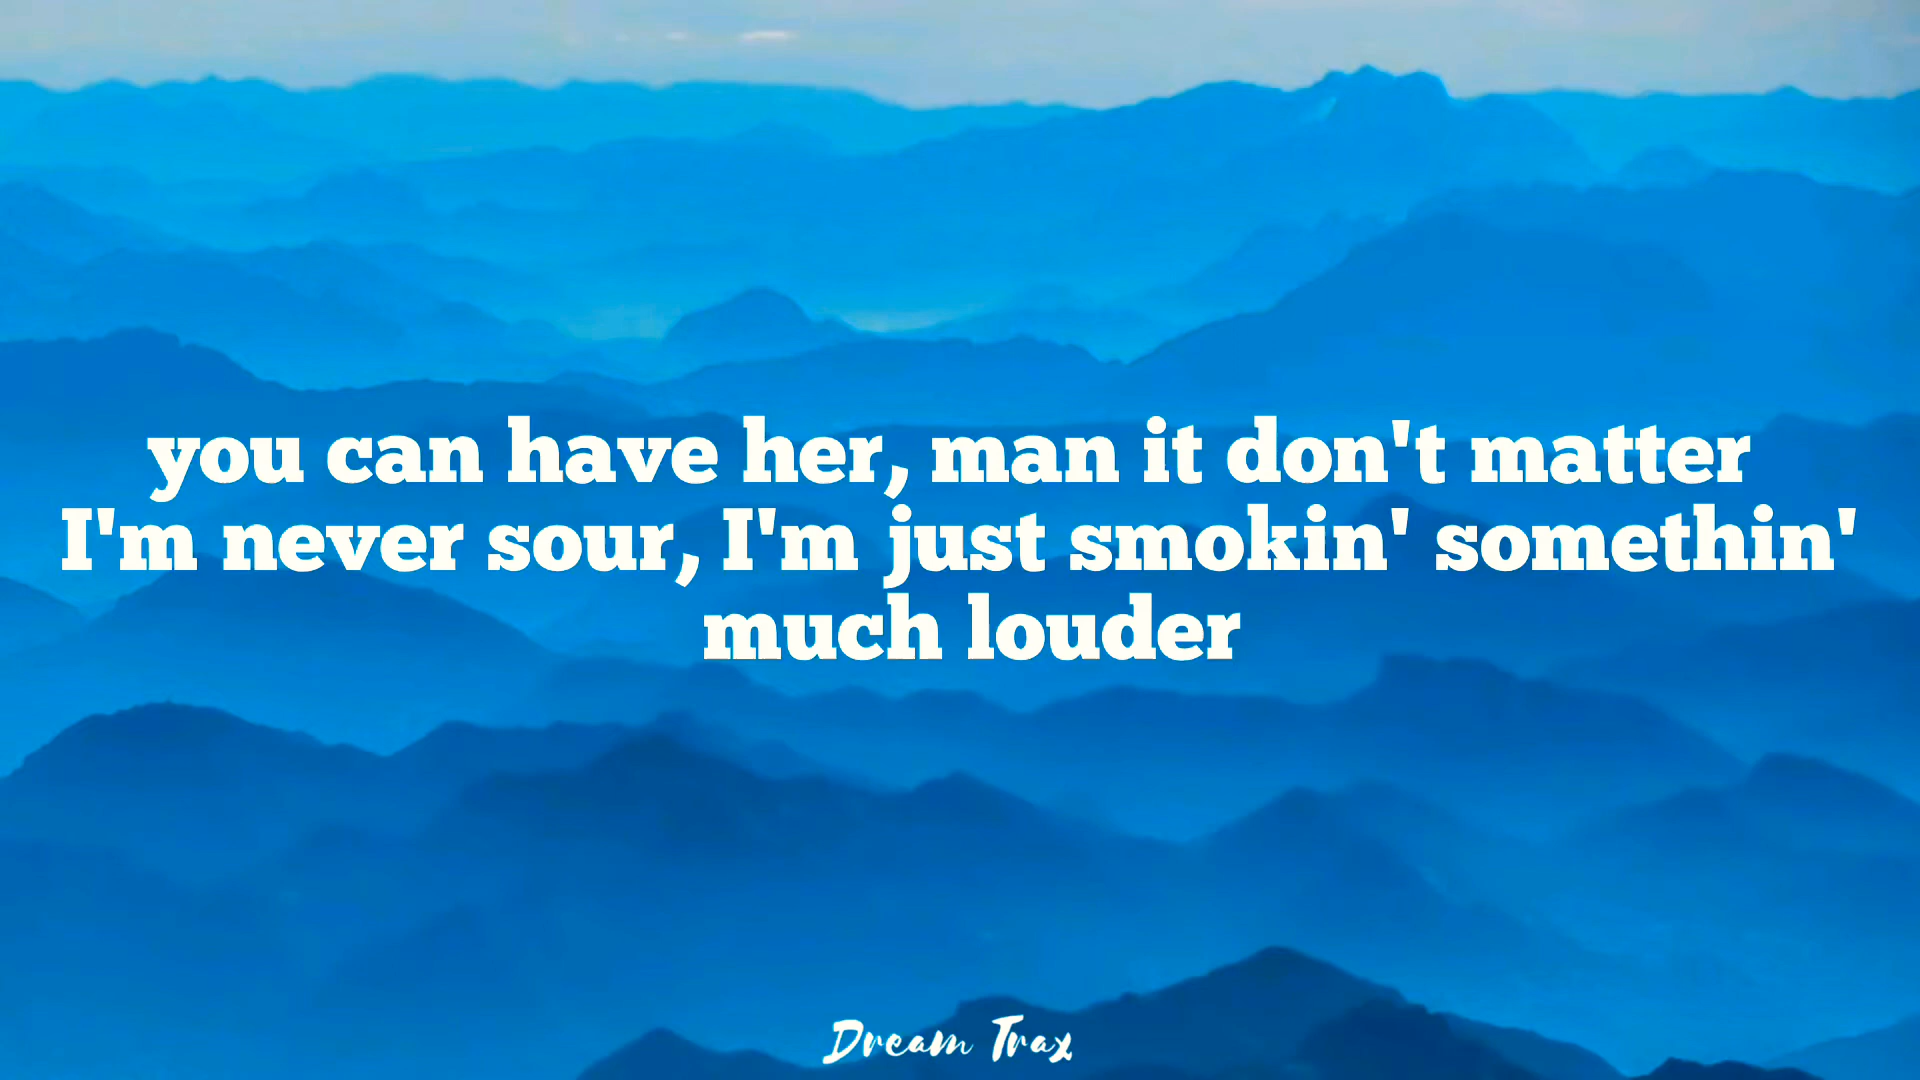 you can have her, man it don't matter
I'm never sour, I'm just smokin' somethin'
much louder
Dream Trax